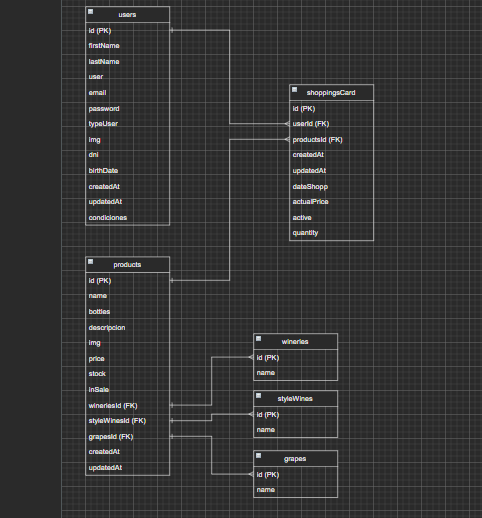 users
id (PK)
firstName
lastName
user
email
password
typeUser
img
dni
birthDate
createdAt
updatedAt
condiciones
shoppingsCard
id (PK)
userId (FK)
productsId (FK)
createdAt
updatedAt
dateShopp
actualPrice
active
quantity
products
id (PK)
name
bottles
descripcion
img
price
stock
inSale
wineriesId (FK)
styleWinesId (FK)
grapesId (FK)
createdAt
updatedAt
wineries
id (PK)
name
styleWines
id (PK)
name
grapes
id (PK)
name